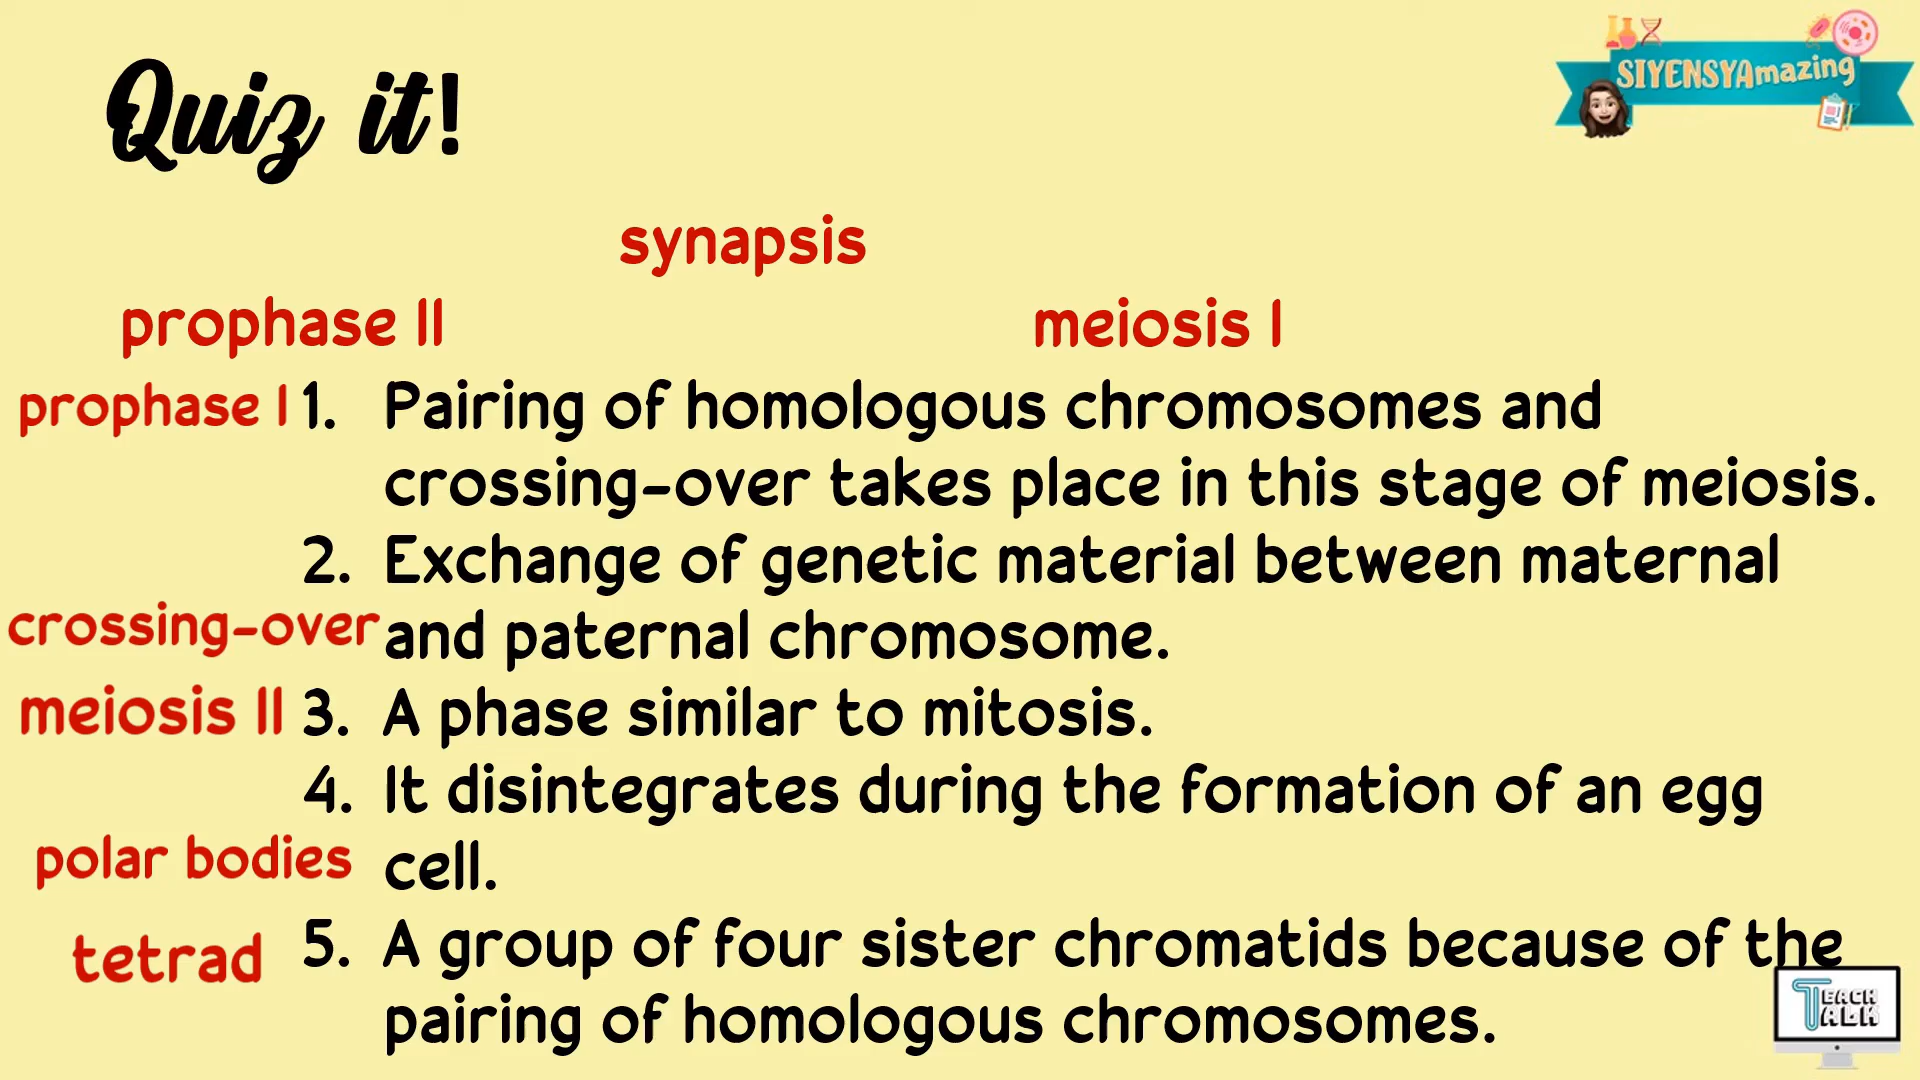 Quiz it!
SIYENSYAmazing
synapsis
prophase II
meiosis I
prophase I 1. Pairing of homologous chromosomes and
crossing-over takes place in this stage of meiosis.
2. Exchange of genetic material between maternal
crossing-over and paternal chromosome.
meiosis II 3. A phase similar to mitosis.
4. It disintegrates during the formation of an egg
polar bodies cell.
tetrad 5. A group of four sister chromatids because of the
pairing of homologous chromosomes.
TEACH
TALK